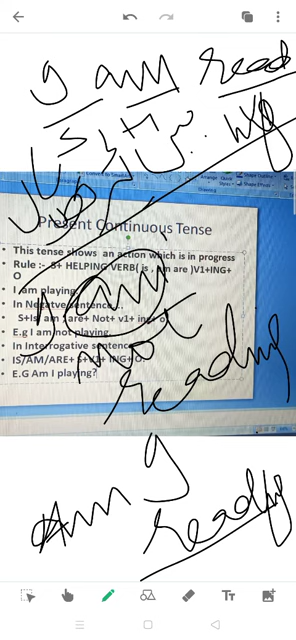 I am read
S + H.
Present Continuous Tense
This tense shows an action which is in progress
Rule :- S+ HELPING VERB( is , am are )V1+ING+
O
I am playing.
In Negatve sentence...
S+Is/ am /are+ Not+ v1+ ing+ o
E.g I am not playing.
In Interrogative sentence
IS/AM/ARE+ S+V1+ ING+ O.
E.G Am I playing?
I am
not
reading
Am I
reading